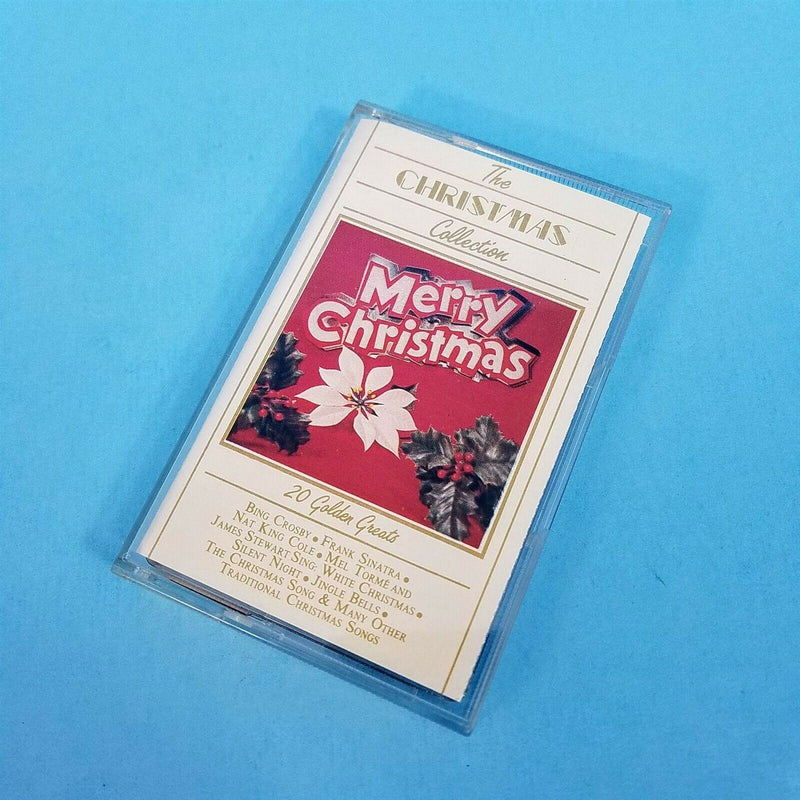 The
CHRISTMAS
Collection
Merry
Christmas
20 Golden Greats
BING CROSBY • FRANK SINATRA •
NAT KING COLE • MEL TORMÉ AND
JAMES STEWART SING: WHITE CHRISTMAS •
SILENT NIGHT • JINGLE BELLS •
THE CHRISTMAS SONG & MANY OTHER
TRADITIONAL CHRISTMAS SONGS